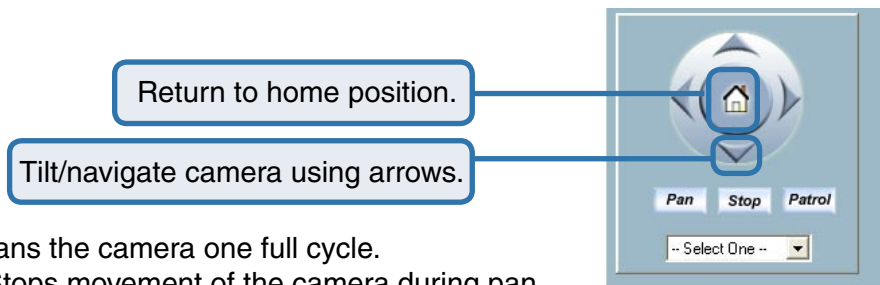 Return to home position.
Tilt/navigate camera using arrows.
Pan Stop Patrol
-- Select One --
ans the camera one full cycle.
Stops movement of the camera during pan